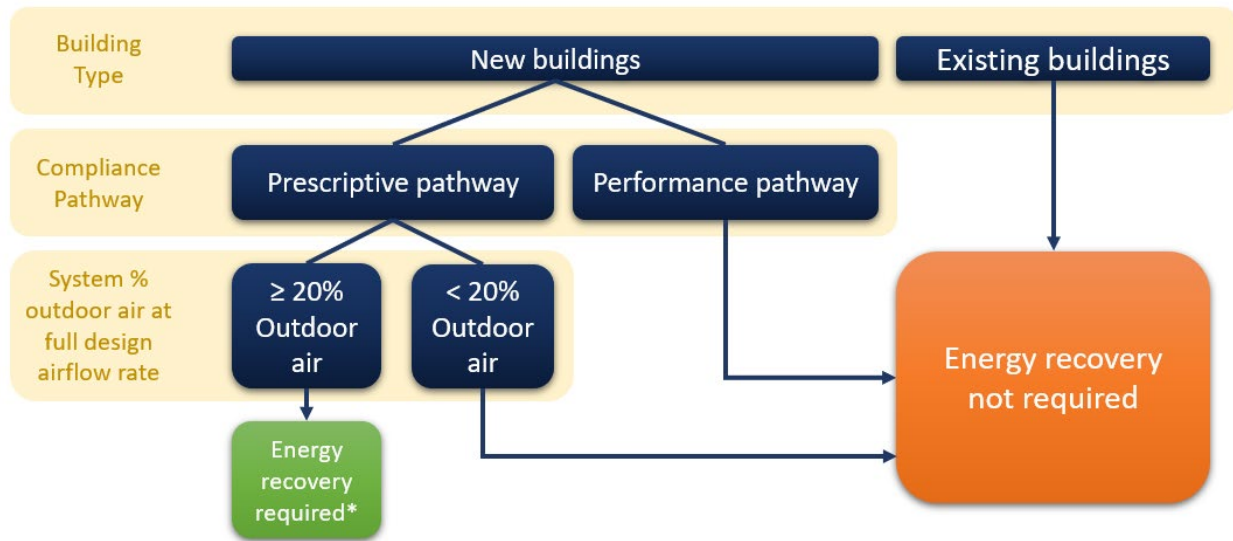 Building
Type
New buildings
Existing buildings
Compliance
Pathway
Prescriptive pathway
Performance pathway
System %
outdoor air at
full design
airflow rate
≥ 20%
Outdoor
air
< 20%
Outdoor
air
Energy recovery
not required
Energy
recovery
required*